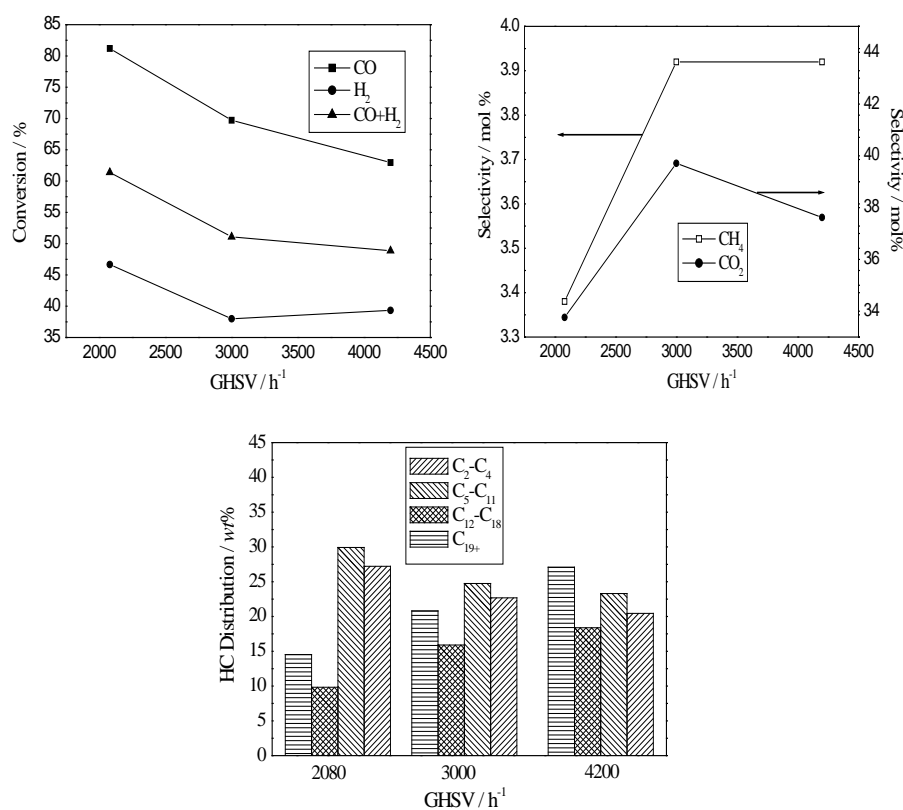 85
80
75
70
65
60
55
50
45
40
35
Conversion / %
CO
H₂
CO+H₂
2000 2500 3000 3500 4000 4500
GHSV / h⁻¹
4.0
3.9
3.8
3.7
3.6
3.5
3.4
3.3
Selectivity / mol %
CH₄
CO₂
44
42
40
38
36
34
Selectivity / mol%
2000 2500 3000 3500 4000 4500
GHSV / h⁻¹
45
40
35
30
25
20
15
10
5
0
HC Distribution / wt%
C₂-C₄
C₅-C₁₁
C₁₂-C₁₈
C₁₉₊
2080 3000 4200
GHSV / h⁻¹